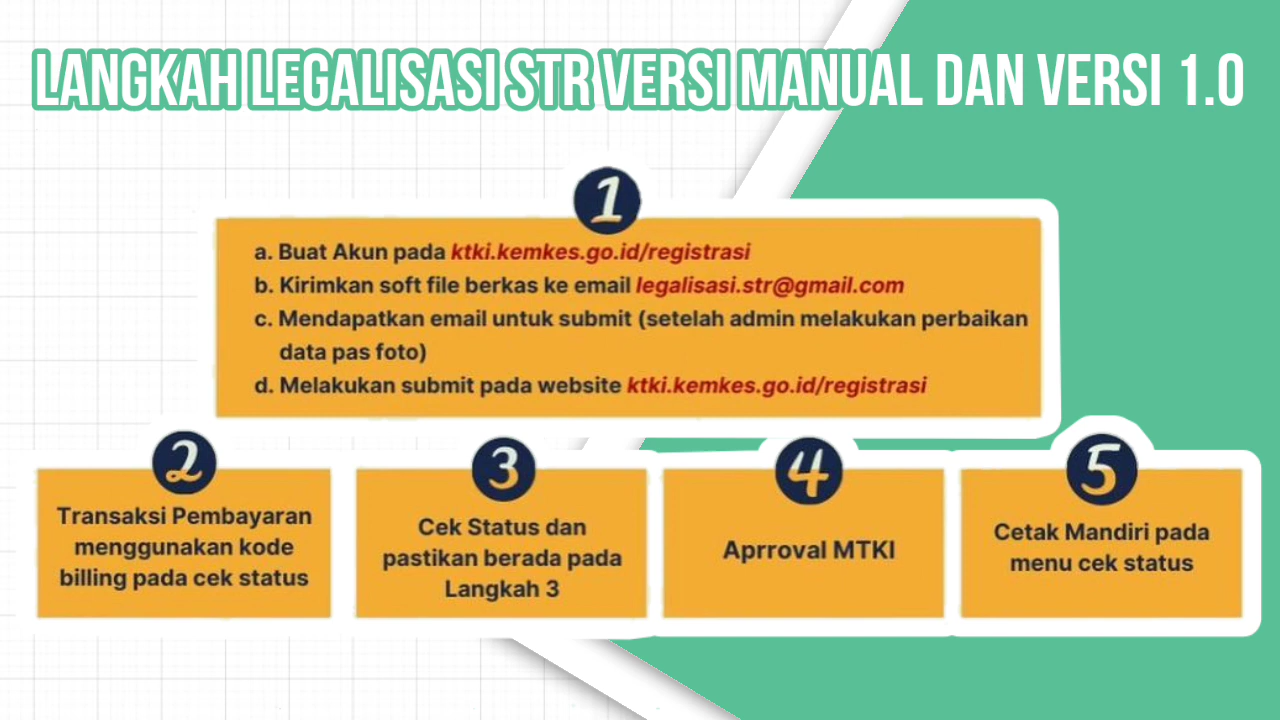 LANGKAH LEGALISASI STR VERSI MANUAL DAN VERSI 1.0
1
a. Buat Akun pada ktki.kemkes.go.id/registrasi
b. Kirimkan soft file berkas ke email legalisasi.str@gmail.com
c. Mendapatkan email untuk submit (setelah admin melakukan perbaikan
data pas foto)
d. Melakukan submit pada website ktki.kemkes.go.id/registrasi
2
Transaksi Pembayaran
menggunakan kode
billing pada cek status
3
Cek Status dan
pastikan berada pada
Langkah 3
4
Aprroval MTKI
5
Cetak Mandiri pada
menu cek status